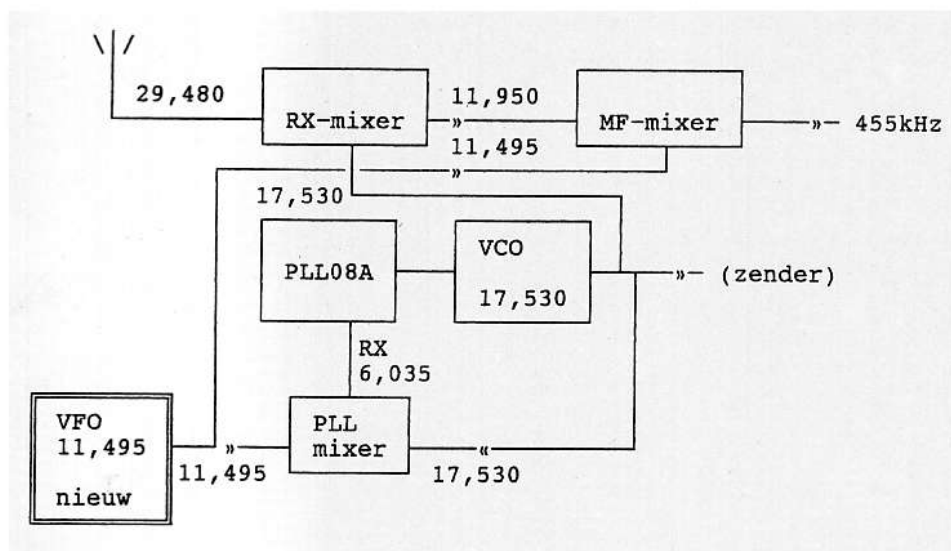 29,480
RX-mixer
11,950
»
11,495
MF-mixer
»
455kHz
»
17,530
PLL08A
VCO
17,530
»
(zender)
RX
6,035
VFO
11,495
nieuw
»
11,495
PLL
mixer
«
17,530